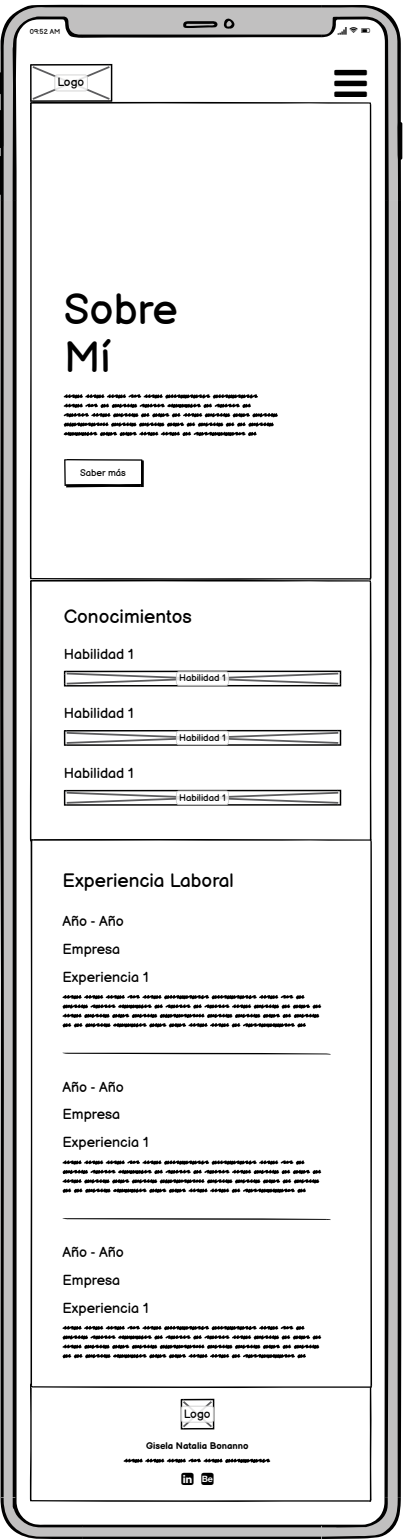 09:52 AM
Logo
Sobre
Mí
Saber más
Conocimientos
Habilidad 1
Habilidad 1
Habilidad 1
Habilidad 1
Habilidad 1
Habilidad 1
Experiencia Laboral
Año - Año
Empresa
Experiencia 1
Año - Año
Empresa
Experiencia 1
Año - Año
Empresa
Experiencia 1
Logo
Gisela Natalia Bonanno
in Be